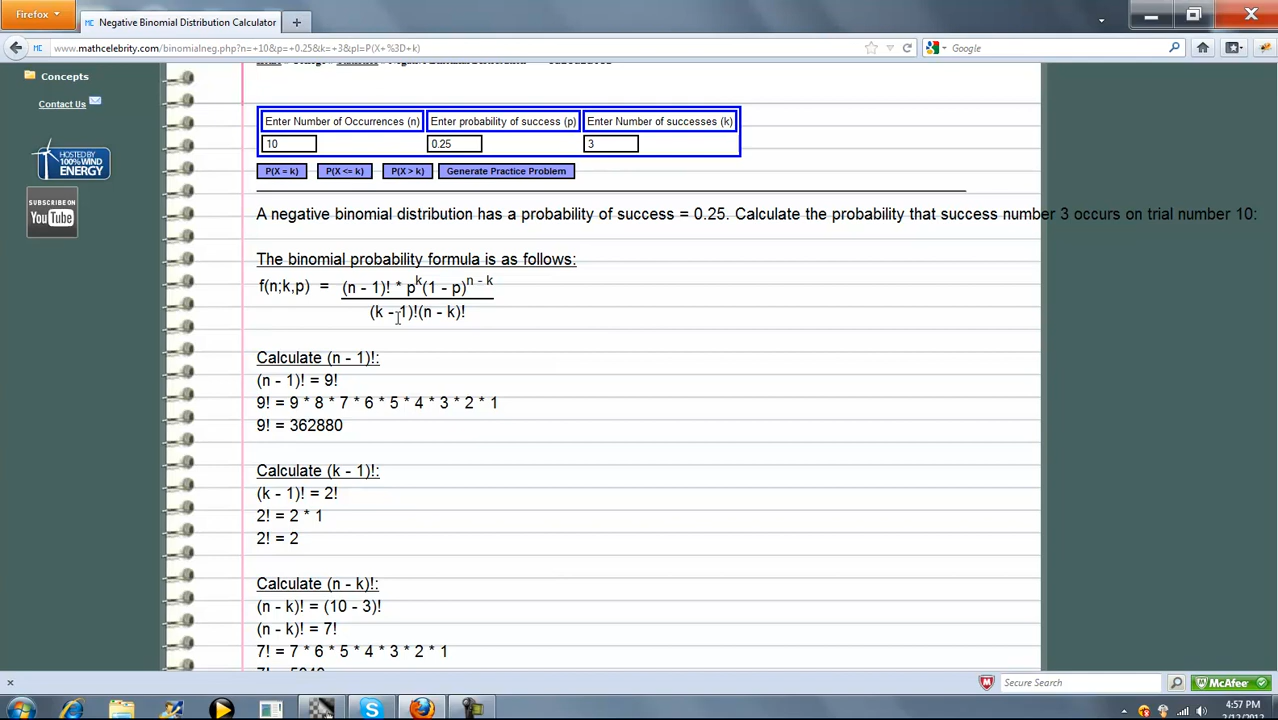 Firefox
Negative Binomial Distribution Calculator
www.mathcelebrity.com/binomialneg.php?n=+10&p=+0.25&k=+3&pl=P(X+%3D+k)
Google
Concepts
Contact Us
HOSTED BY
100% WIND
ENERGY
SUBSCRIBE ON
YouTube
Enter Number of Occurrences (n) Enter probability of success (p) Enter Number of successes (k)
10 0.25 3
P(X = k) P(X <= k) P(X > k) Generate Practice Problem
A negative binomial distribution has a probability of success = 0.25. Calculate the probability that success number 3 occurs on trial number 10:
The binomial probability formula is as follows:
f(n;k,p) = (n - 1)! * p^k(1 - p)^n - k
(k - 1)!(n - k)!
Calculate (n - 1)!:
(n - 1)! = 9!
9! = 9 * 8 * 7 * 6 * 5 * 4 * 3 * 2 * 1
9! = 362880
Calculate (k - 1)!:
(k - 1)! = 2!
2! = 2 * 1
2! = 2
Calculate (n - k)!:
(n - k)! = (10 - 3)!
(n - k)! = 7!
7! = 7 * 6 * 5 * 4 * 3 * 2 * 1
7! = 5040
Secure Search
McAfee
4:57 PM